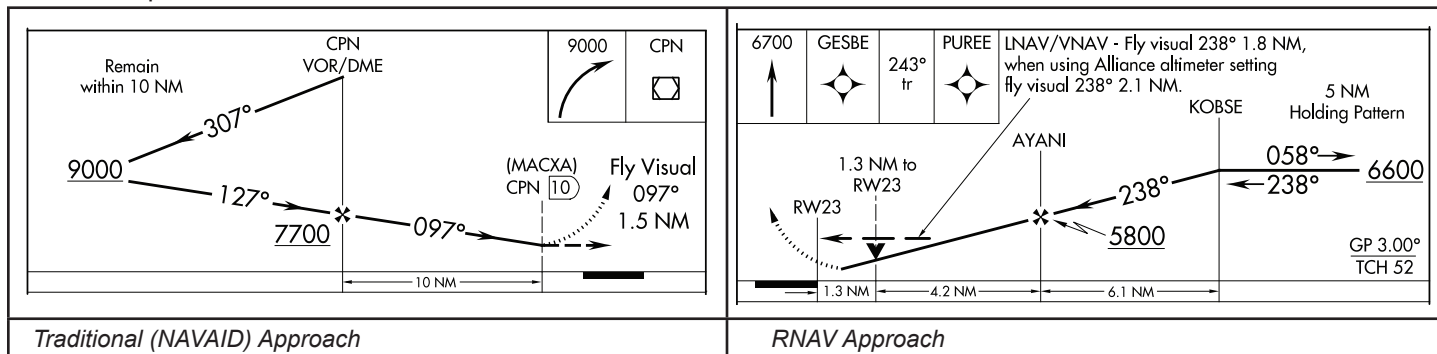 CPN
VOR/DME
Remain
within 10 NM
9000
CPN
307°
9000
127°
7700
097°
(MACXA)
CPN 10
Fly Visual
097°
1.5 NM
10 NM
Traditional (NAVAID) Approach
6700
GESBE
243°
tr
PUREE
LNAV/VNAV - Fly visual 238° 1.8 NM,
when using Alliance altimeter setting
fly visual 238° 2.1 NM.
5 NM
Holding Pattern
KOBSE
AYANI
058°
238°
6600
1.3 NM to
RW23
RW23
238°
5800
GP 3.00°
TCH 52
1.3 NM
4.2 NM
6.1 NM
RNAV Approach